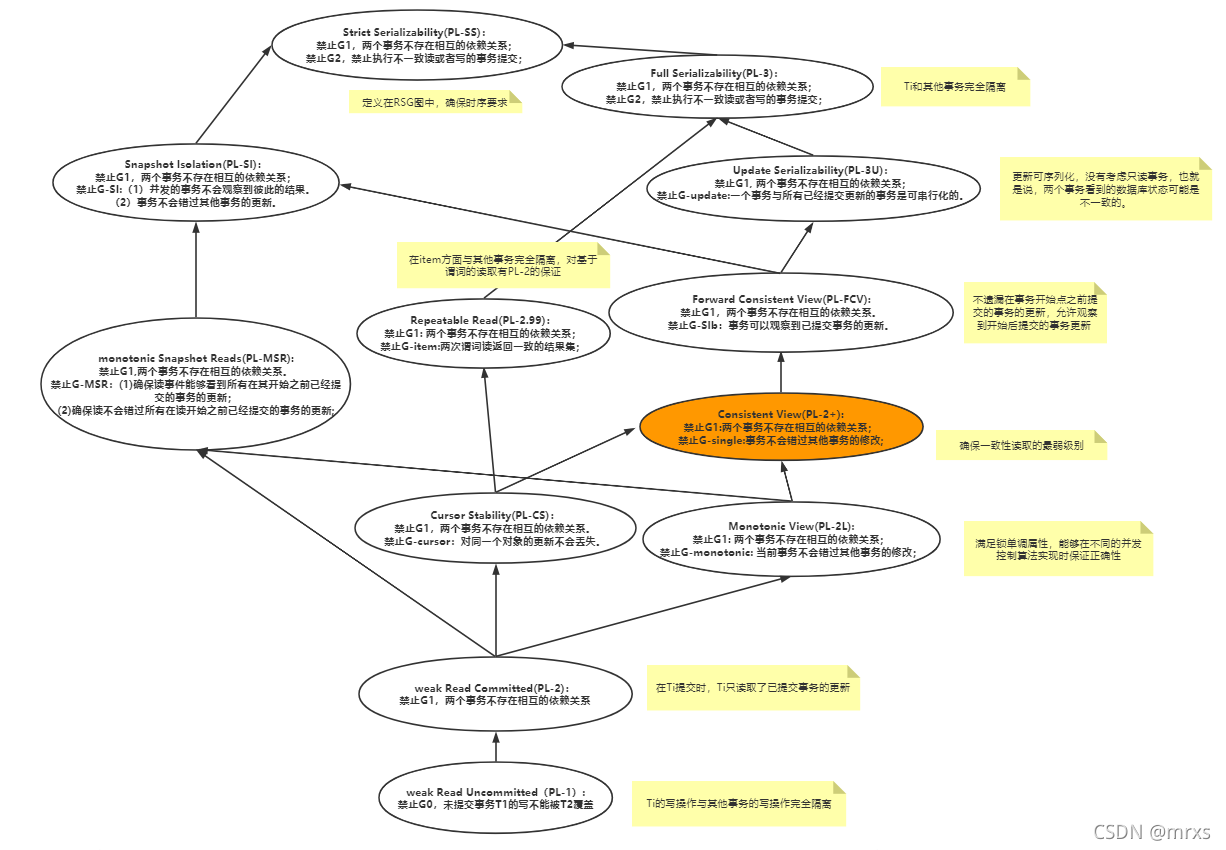 Strict Serializability(PL-SS):
禁止G1，两个事务不存在相互的依赖关系；
禁止G2，禁止执行不一致读或者写的事务提交；
Full Serializability(PL-3):
禁止G1，两个事务不存在相互的依赖关系；
禁止G2，禁止执行不一致读或者写的事务提交；
Ti和其他事务完全隔离
定义在RSG图中，确保时序要求
Snapshot Isolation(PL-SI):
禁止G1，两个事务不存在相互的依赖关系；
禁止G-SI:（1）并发的事务不会观察到彼此的结果。
（2）事务不会错过其他事务的更新。
Update Serializability(PL-3U):
禁止G1, 两个事务不存在相互的依赖关系；
禁止G-update:一个事务与所有已经提交更新的事务是可串行化的。
更新可序列化，没有考虑只读事务，也就
是说，两个事务看到的数据库状态可能是
不一致的。
在item方面与其他事务完全隔离，对基于
谓词的读取有PL-2的保证
Repeatable Read(PL-2.99):
禁止G1: 两个事务不存在相互的依赖关系；
禁止G-item:两次谓词读返回一致的结果集；
Forward Consistent View(PL-FCV):
禁止G1，两个事务不存在相互的依赖关系。
禁止G-SIb：事务可以观察到已提交事务的更新。
不遗漏在事务开始点之前提
交的事务的更新，允许观察
到开始后提交的事务更新
monotonic Snapshot Reads(PL-MSR):
禁止G1,两个事务不存在相互的依赖关系。
禁止G-MSR：(1)确保读事件能够看到所有在其开始之前已经提
交的事务的更新;
(2)确保读不会错过所有在读开始之前已经提交的事务的更新;
Consistent View(PL-2+):
禁止G1:两个事务不存在相互的依赖关系；
禁止G-single:事务不会错过其他事务的修改;
确保一致性读取的最弱级别
Cursor Stability(PL-CS):
禁止G1，两个事务不存在相互的依赖关系。
禁止G-cursor：对同一个对象的更新不会丢失。
Monotonic View(PL-2L):
禁止G1: 两个事务不存在相互的依赖关系；
禁止G-monotonic: 当前事务不会错过其他事务的修改；
满足锁单调属性，能够在不同的并发
控制算法实现时保证正确性
weak Read Committed(PL-2):
禁止G1，两个事务不存在相互的依赖关系
在Ti提交时，Ti只读取了已提交事务的更新
weak Read Uncommitted（PL-1）:
禁止G0，未提交事务T1的写不能被T2覆盖
Ti的写操作与其他事务的写操作完全隔离
CSDN @mrxs